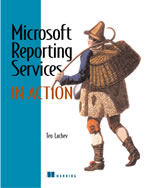 Microsoft
Reporting
Services
IN ACTION
Teo Lachev
MANNING